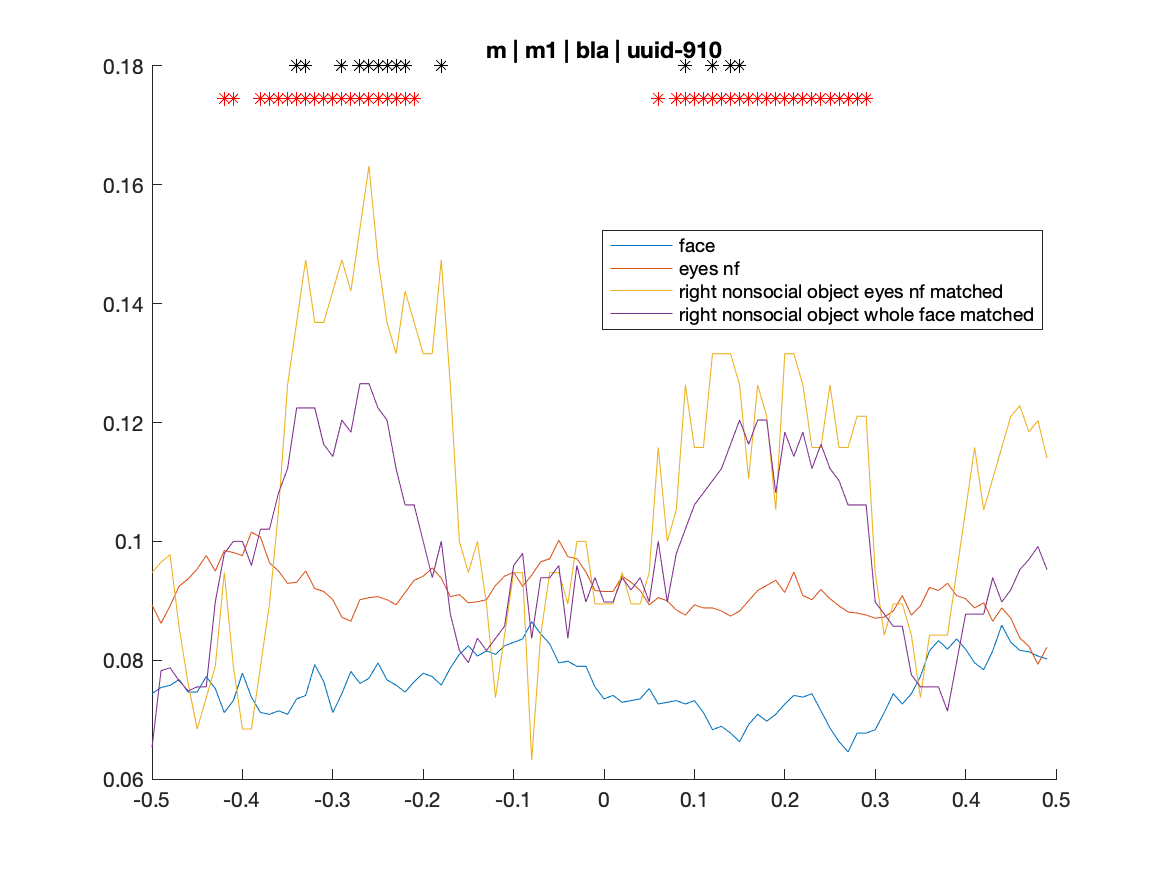 m | m1 | bla | uuid-910
0.18
0.16
0.14
0.12
0.1
0.08
0.06
face
eyes nf
right nonsocial object eyes nf matched
right nonsocial object whole face matched
-0.5 -0.4 -0.3 -0.2 -0.1 0 0.1 0.2 0.3 0.4 0.5